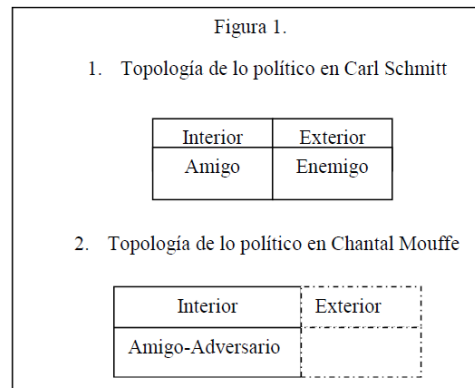 Figura 1.
1. Topología de lo político en Carl Schmitt
Interior Exterior
Amigo Enemigo
2. Topología de lo político en Chantal Mouffe
Interior Exterior
Amigo-Adversario